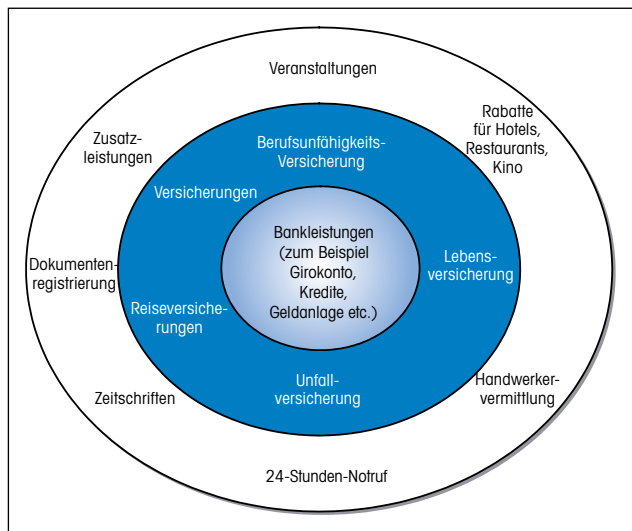 Veranstaltungen
Rabatte
für Hotels,
Restaurants,
Kino
Zusatz-
leistungen
Berufsunfähigkeits-
Versicherung
Versicherungen
Bankleistungen
(zum Beispiel
Girokonto,
Kredite,
Geldanlage etc.)
Lebens-
versicherung
Dokumenten-
registrierung
Reiseversiche-
rungen
Unfall-
versicherung
Zeitschriften
Handwerker-
vermittlung
24-Stunden-Notruf